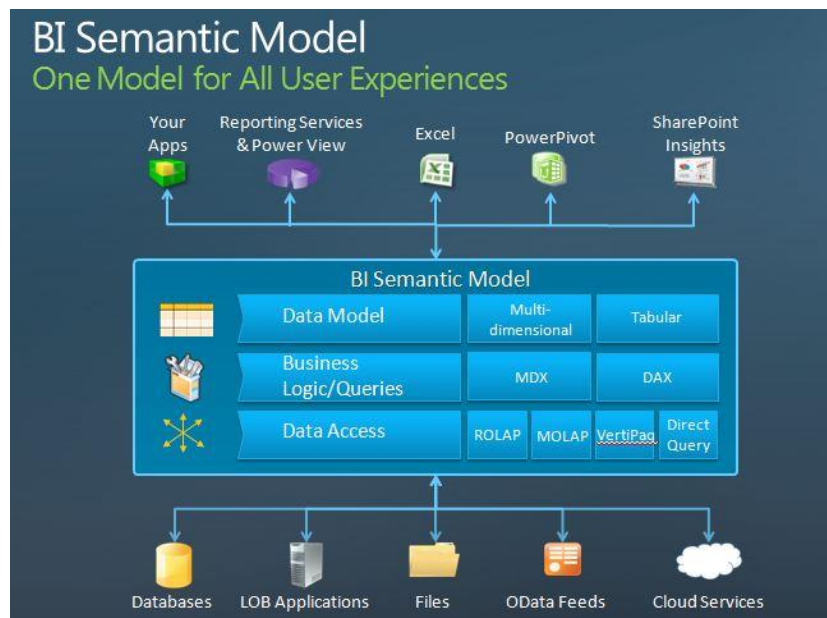 BI Semantic Model
One Model for All User Experiences
Your
Apps
Reporting Services
& Power View
Excel
PowerPivot
SharePoint
Insights
BI Semantic Model
Data Model
Multi-
dimensional
Tabular
Business
Logic/Queries
MDX
DAX
Data Access
ROLAP
MOLAP
VertiPaq
Direct
Query
Databases
LOB Applications
Files
OData Feeds
Cloud Services